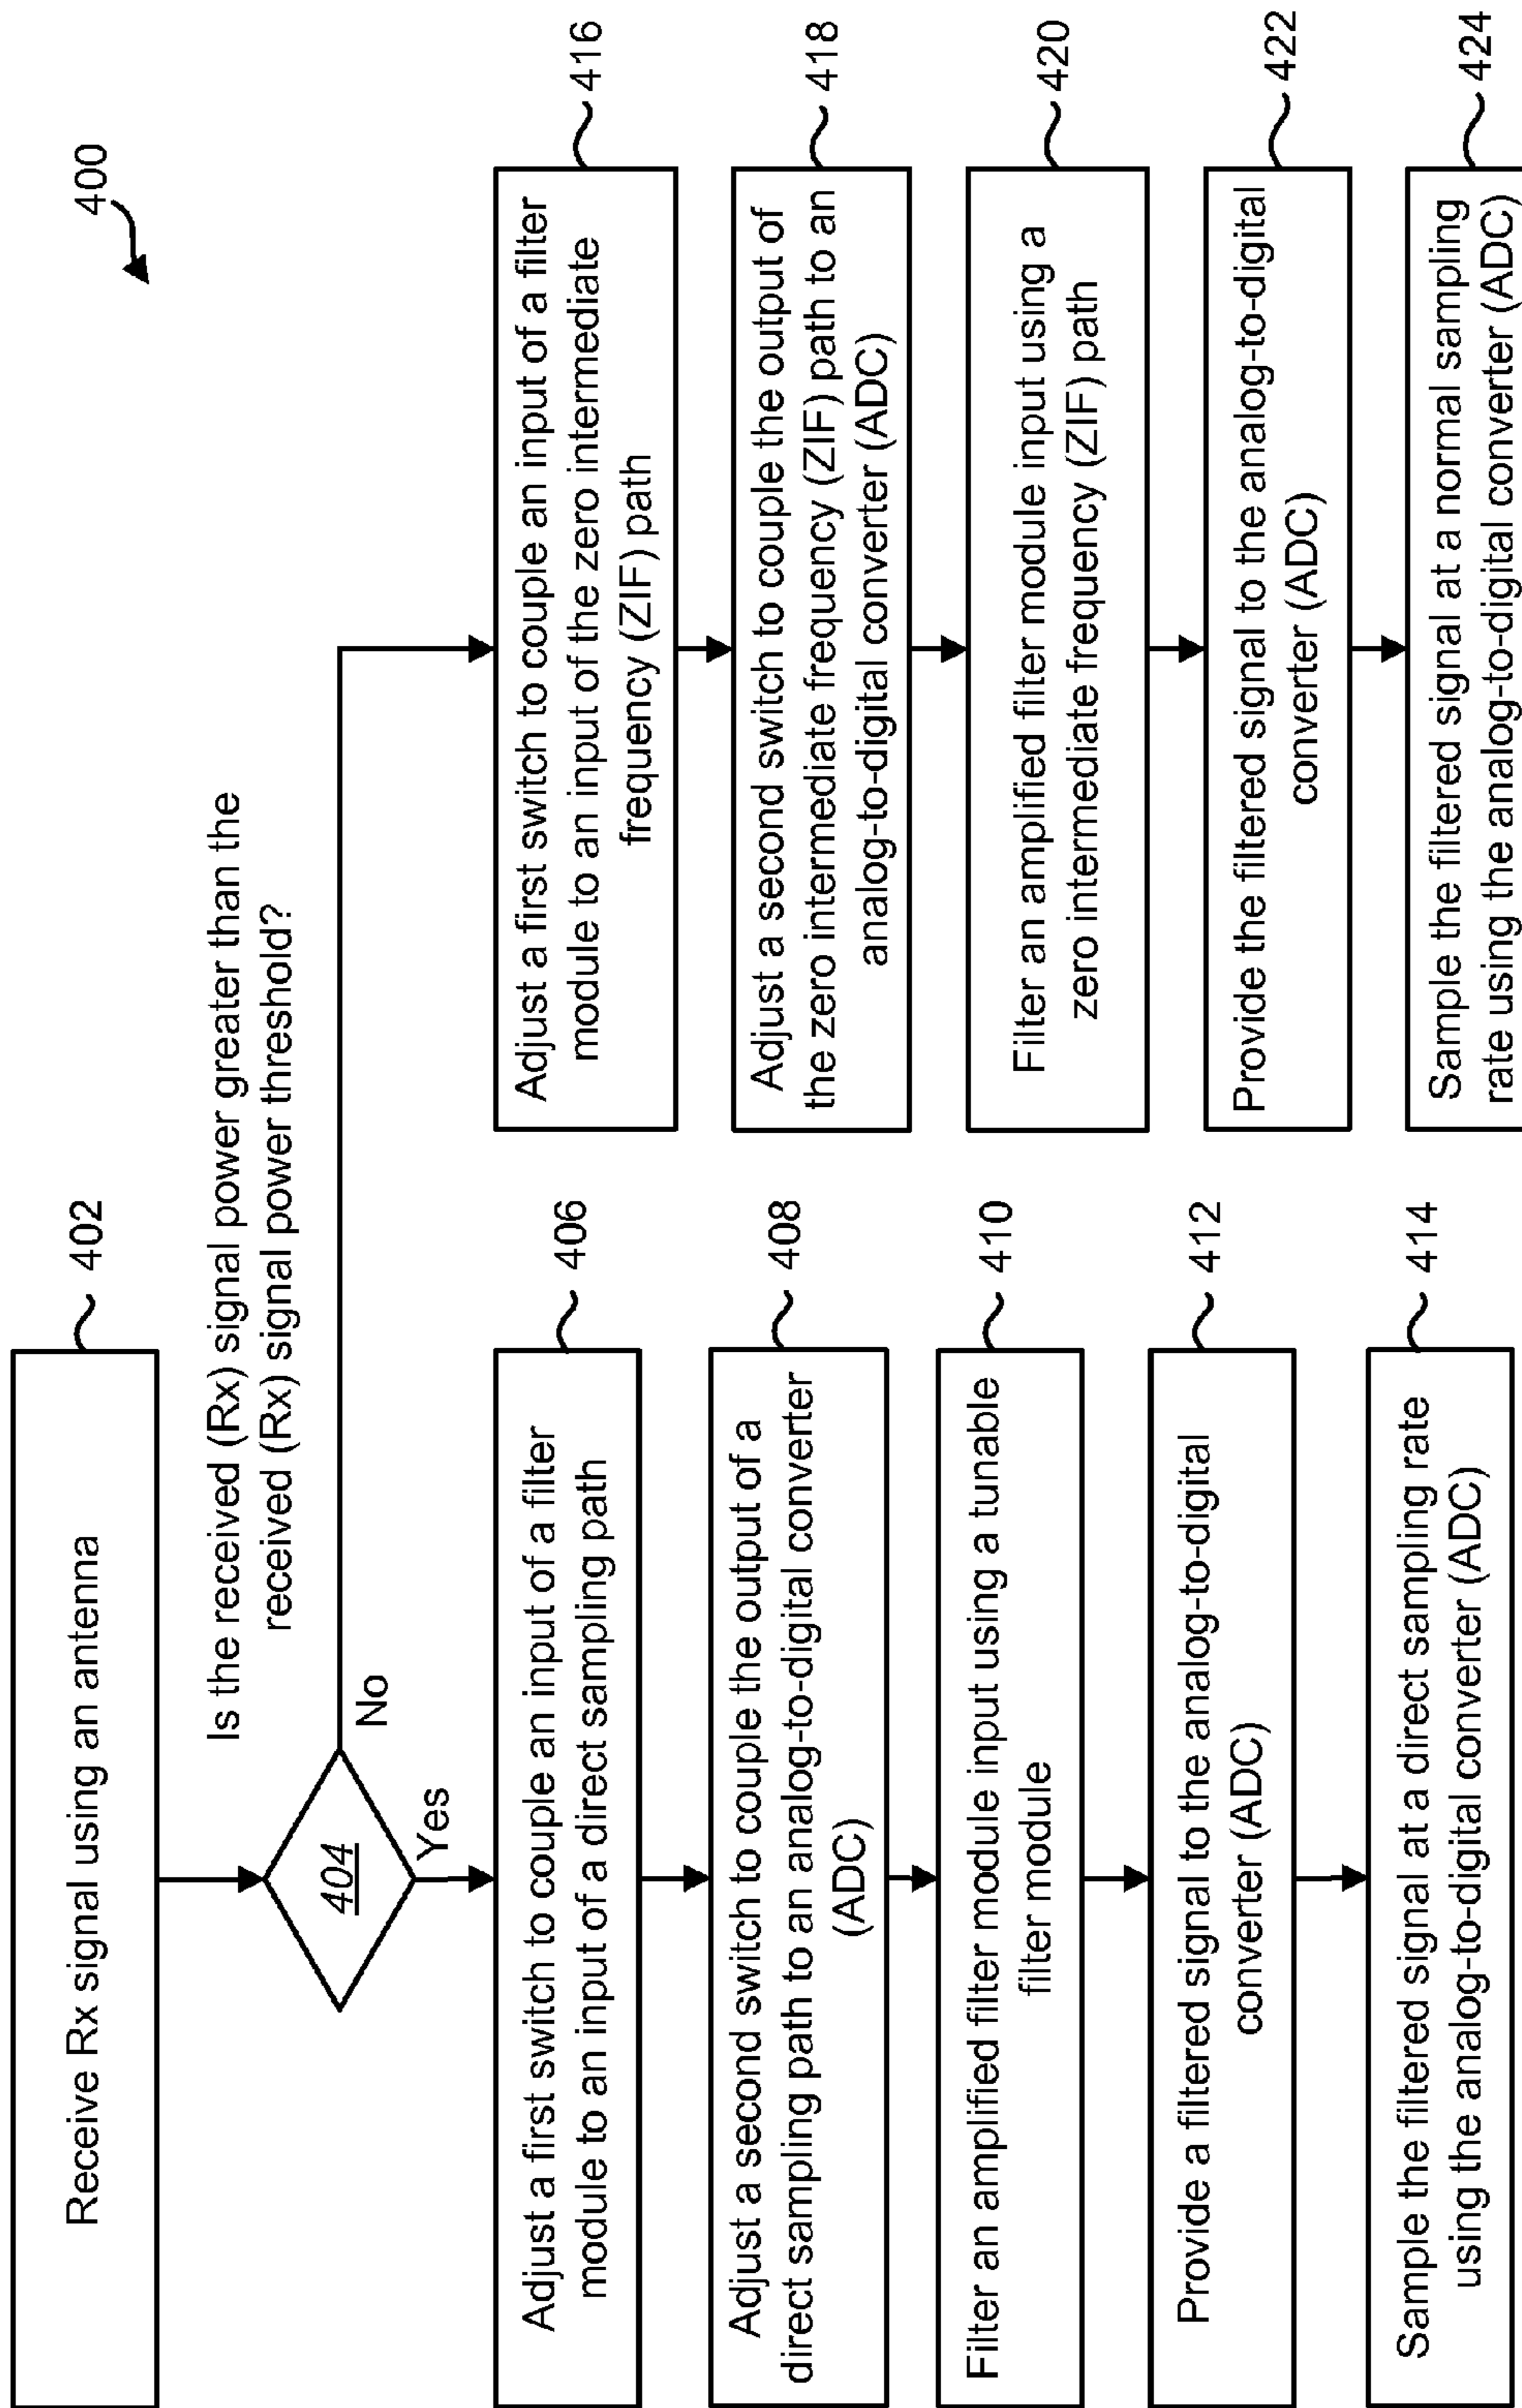 400
Receive Rx signal using an antenna
402
Is the received (Rx) signal power greater than the
received (Rx) signal power threshold?
404
No
Yes
Adjust a first switch to couple an input of a filter
module to an input of a direct sampling path
406
Adjust a second switch to couple the output of a
direct sampling path to an analog-to-digital converter
(ADC)
408
Filter an amplified filter module input using a tunable
filter module
410
Provide a filtered signal to the analog-to-digital
converter (ADC)
412
Sample the filtered signal at a direct sampling rate
using the analog-to-digital converter (ADC)
414
Adjust a first switch to couple an input of a filter
module to an input of the zero intermediate
frequency (ZIF) path
416
Adjust a second switch to couple the output of
the zero intermediate frequency (ZIF) path to an
analog-to-digital converter (ADC)
418
Filter an amplified filter module input using a
zero intermediate frequency (ZIF) path
420
Provide the filtered signal to the analog-to-digital
converter (ADC)
422
Sample the filtered signal at a normal sampling
rate using the analog-to-digital converter (ADC)
424